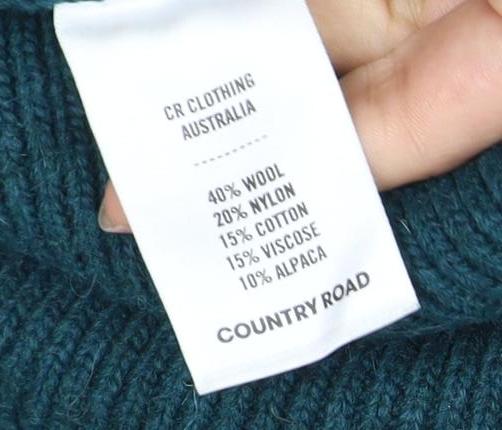 CR CLOTHING
AUSTRALIA
40% WOOL
20% NYLON
15% COTTON
15% VISCOSE
10% ALPACA
COUNTRY ROAD